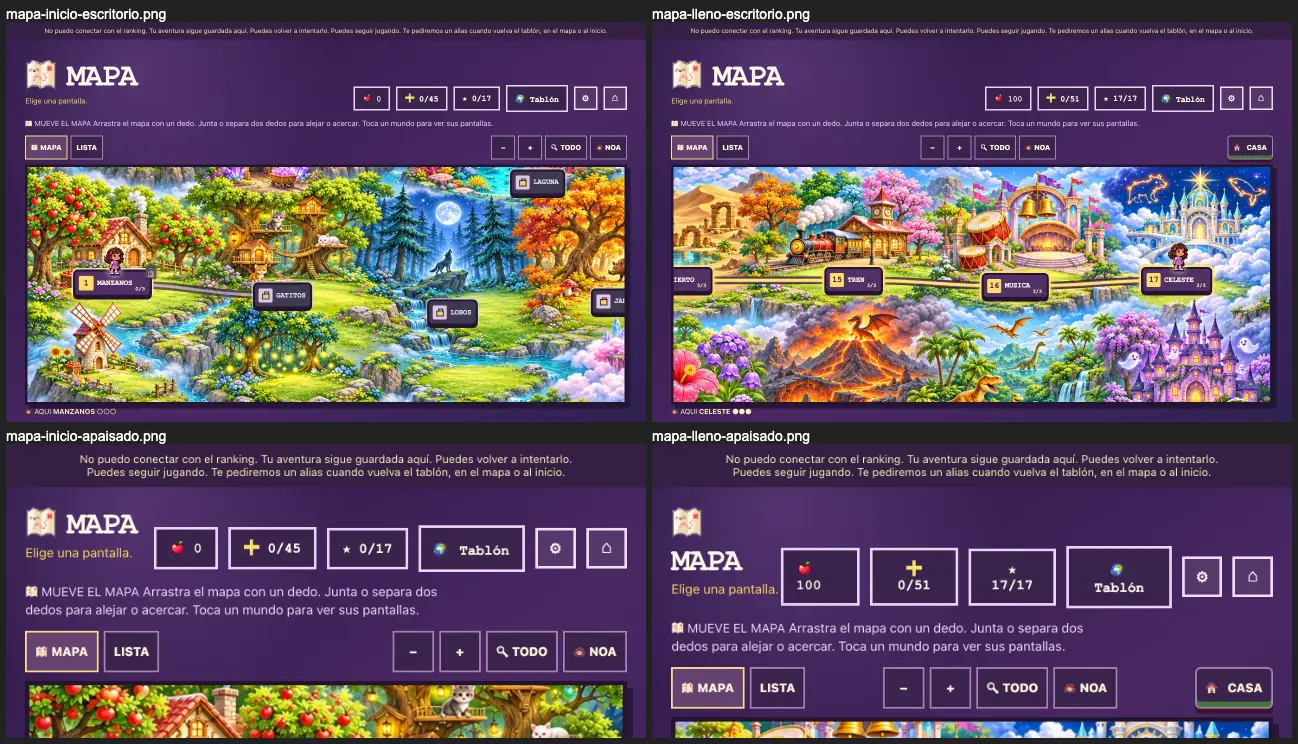 mapa-inicio-escritorio.png
No puedo conectar con el ranking. Tu aventura sigue guardada aquí. Puedes volver a intentarlo. Puedes seguir jugando. Te pediremos un alias cuando vuelva el tablón, en el mapa o al inicio.
MAPA
Elige una pantalla.
0
0/45
★ 0/17
Tablón
MUEVE EL MAPA Arrastra el mapa con un dedo. Junta o separa dos dedos para alejar o acercar. Toca un mundo para ver sus pantallas.
MAPA
LISTA
−
+
TODO
NOA
LAGUNA
1 MANZANOS 0/3
GATITOS
LOBOS
JA
AQUI MANZANOS
mapa-lleno-escritorio.png
No puedo conectar con el ranking. Tu aventura sigue guardada aquí. Puedes volver a intentarlo. Puedes seguir jugando. Te pediremos un alias cuando vuelva el tablón, en el mapa o al inicio.
MAPA
Elige una pantalla.
100
0/51
★ 17/17
Tablón
MUEVE EL MAPA Arrastra el mapa con un dedo. Junta o separa dos dedos para alejar o acercar. Toca un mundo para ver sus pantallas.
MAPA
LISTA
−
+
TODO
NOA
CASA
IERTO 3/3
15 TREN 3/3
16 MUSICA 3/3
17 CELESTE 3/3
AQUI CELESTE
mapa-inicio-apaisado.png
No puedo conectar con el ranking. Tu aventura sigue guardada aquí. Puedes volver a intentarlo.
Puedes seguir jugando. Te pediremos un alias cuando vuelva el tablón, en el mapa o al inicio.
MAPA
Elige una pantalla.
0
0/45
★ 0/17
Tablón
MUEVE EL MAPA Arrastra el mapa con un dedo. Junta o separa dos
dedos para alejar o acercar. Toca un mundo para ver sus pantallas.
MAPA
LISTA
−
+
TODO
NOA
mapa-lleno-apaisado.png
No puedo conectar con el ranking. Tu aventura sigue guardada aquí. Puedes volver a intentarlo.
Puedes seguir jugando. Te pediremos un alias cuando vuelva el tablón, en el mapa o al inicio.
MAPA
Elige una pantalla.
100
0/51
★
17/17
Tablón
MUEVE EL MAPA Arrastra el mapa con un dedo. Junta o separa dos
dedos para alejar o acercar. Toca un mundo para ver sus pantallas.
MAPA
LISTA
−
+
TODO
NOA
CASA